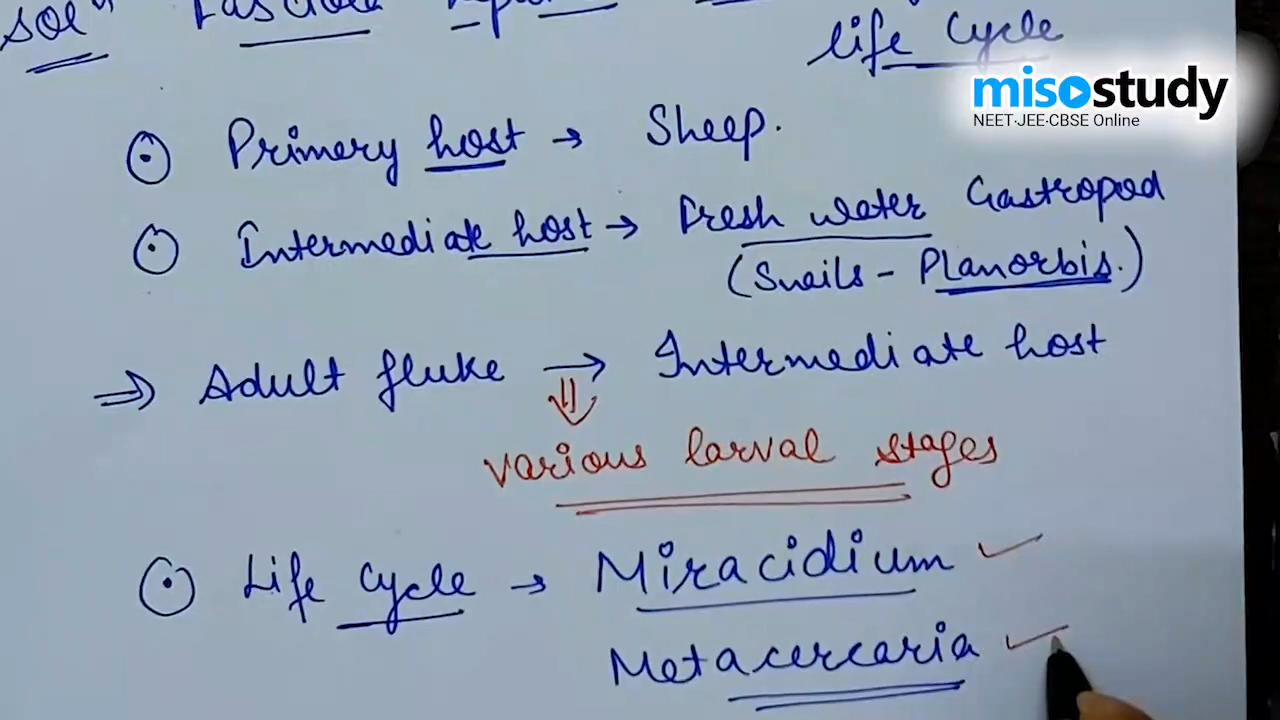 Life Cycle
misostudy
NEET-JEE-CBSE Online
Primery host → Sheep.
Intermediate host → Fresh water Gastropod
(Snails - Planorbis.)
⇒ Adult fluke → Intermediate host
various larval stages
Life Cycle → Miracidium ✓
Metacercaria ✓